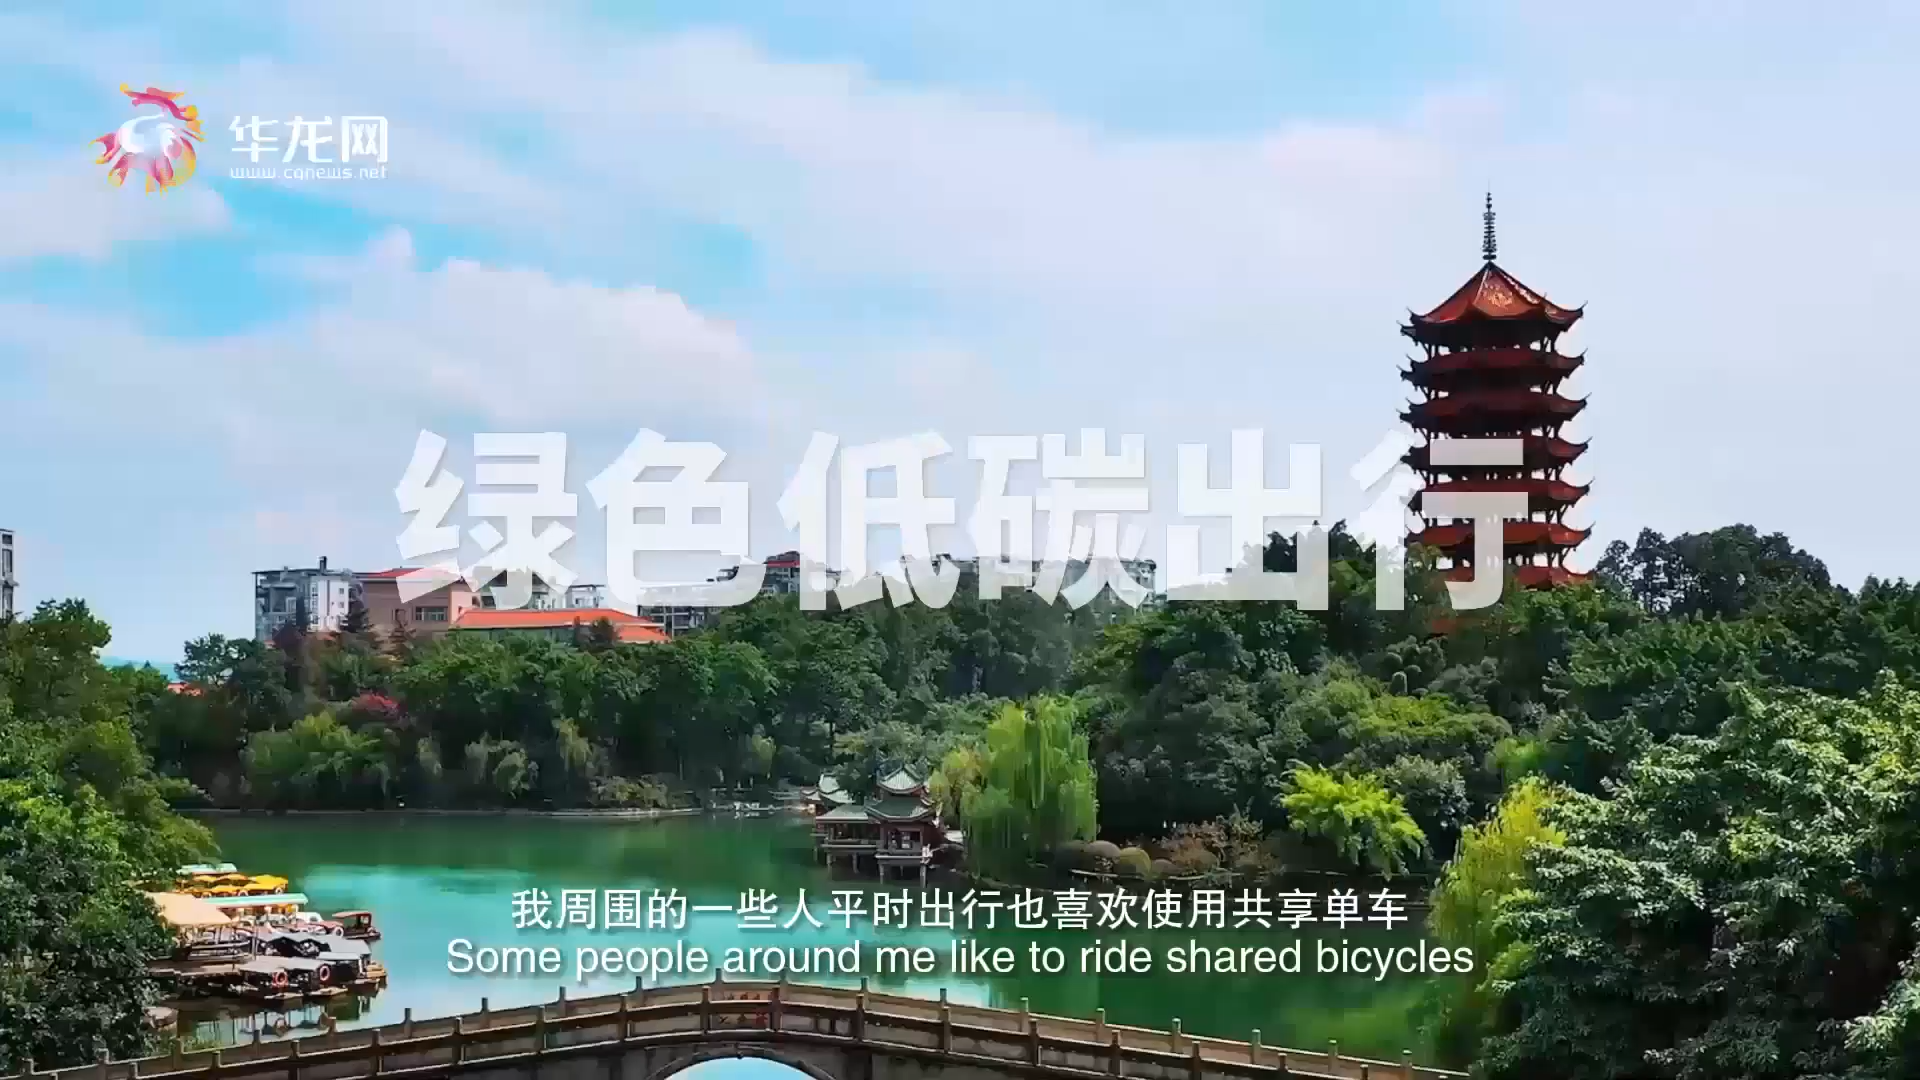 华龙网
www.cqnews.net
绿色低碳出行
我周围的一些人平时出行也喜欢使用共享单车
Some people around me like to ride shared bicycles